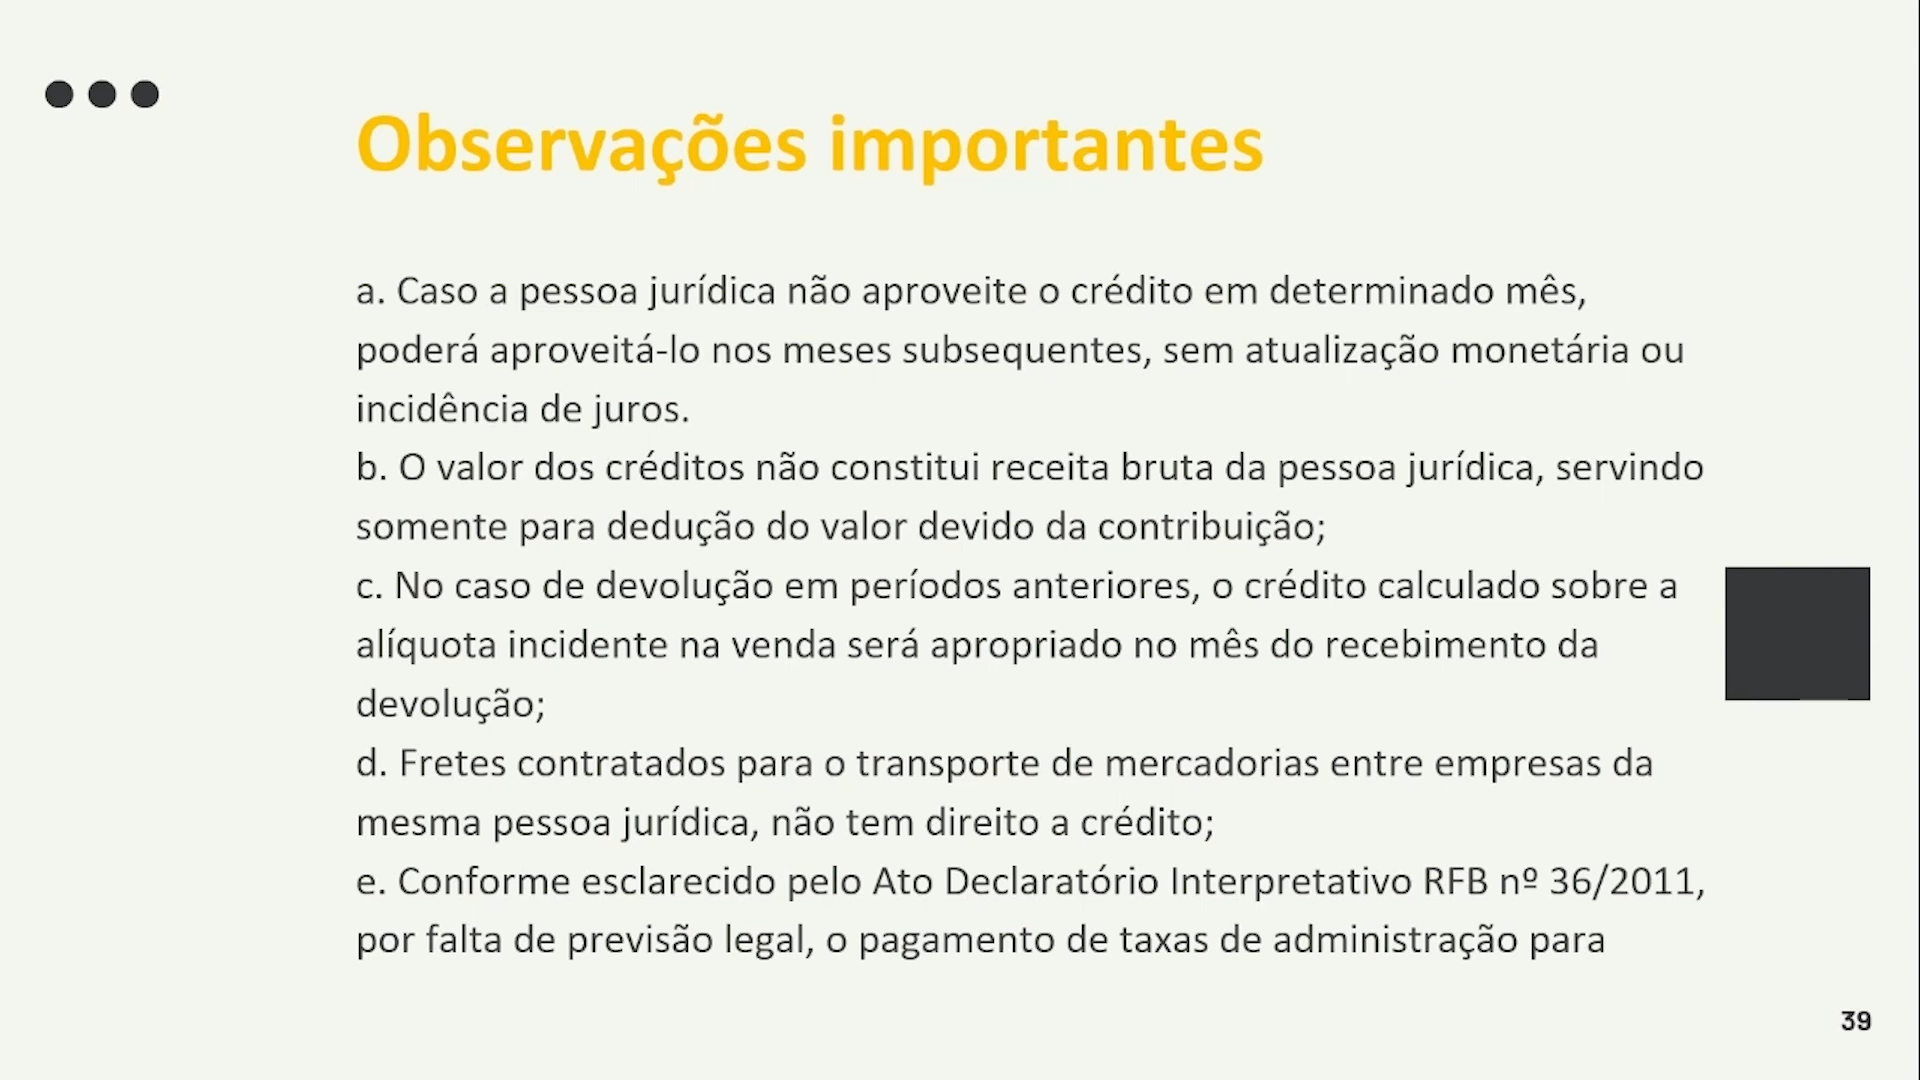 Observações importantes
a. Caso a pessoa jurídica não aproveite o crédito em determinado mês,
poderá aproveitá-lo nos meses subsequentes, sem atualização monetária ou
incidência de juros.
b. O valor dos créditos não constitui receita bruta da pessoa jurídica, servindo
somente para dedução do valor devido da contribuição;
c. No caso de devolução em períodos anteriores, o crédito calculado sobre a
alíquota incidente na venda será apropriado no mês do recebimento da
devolução;
d. Fretes contratados para o transporte de mercadorias entre empresas da
mesma pessoa jurídica, não tem direito a crédito;
e. Conforme esclarecido pelo Ato Declaratório Interpretativo RFB nº 36/2011,
por falta de previsão legal, o pagamento de taxas de administração para
39